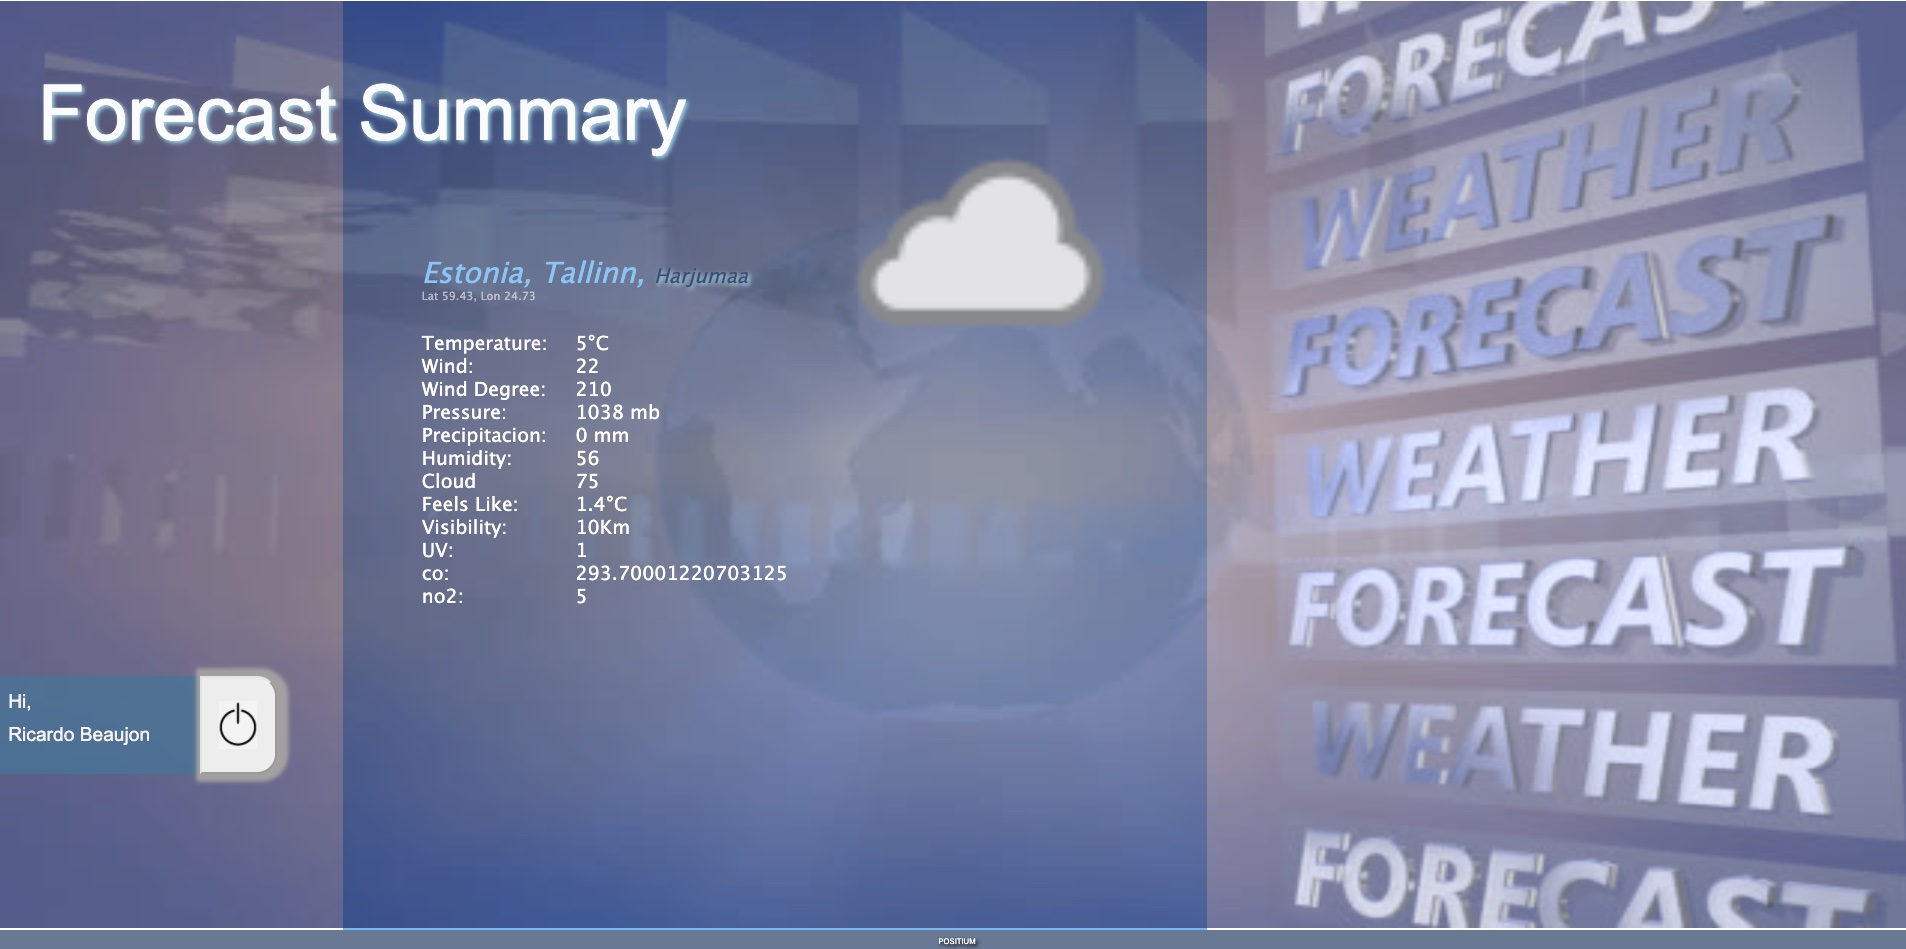 Forecast Summary
Estonia, Tallinn, Harjumaa
Lat 59.43, Lon 24.73
Temperature: 5°C
Wind: 22
Wind Degree: 210
Pressure: 1038 mb
Precipitacion: 0 mm
Humidity: 56
Cloud 75
Feels Like: 1.4°C
Visibility: 10Km
UV: 1
co: 293.70001220703125
no2: 5
Hi,
Ricardo Beaujon
FORECAST
WEATHER
FORECAST
WEATHER
FORECAST
WEATHER
FORECAST
POSITIUM